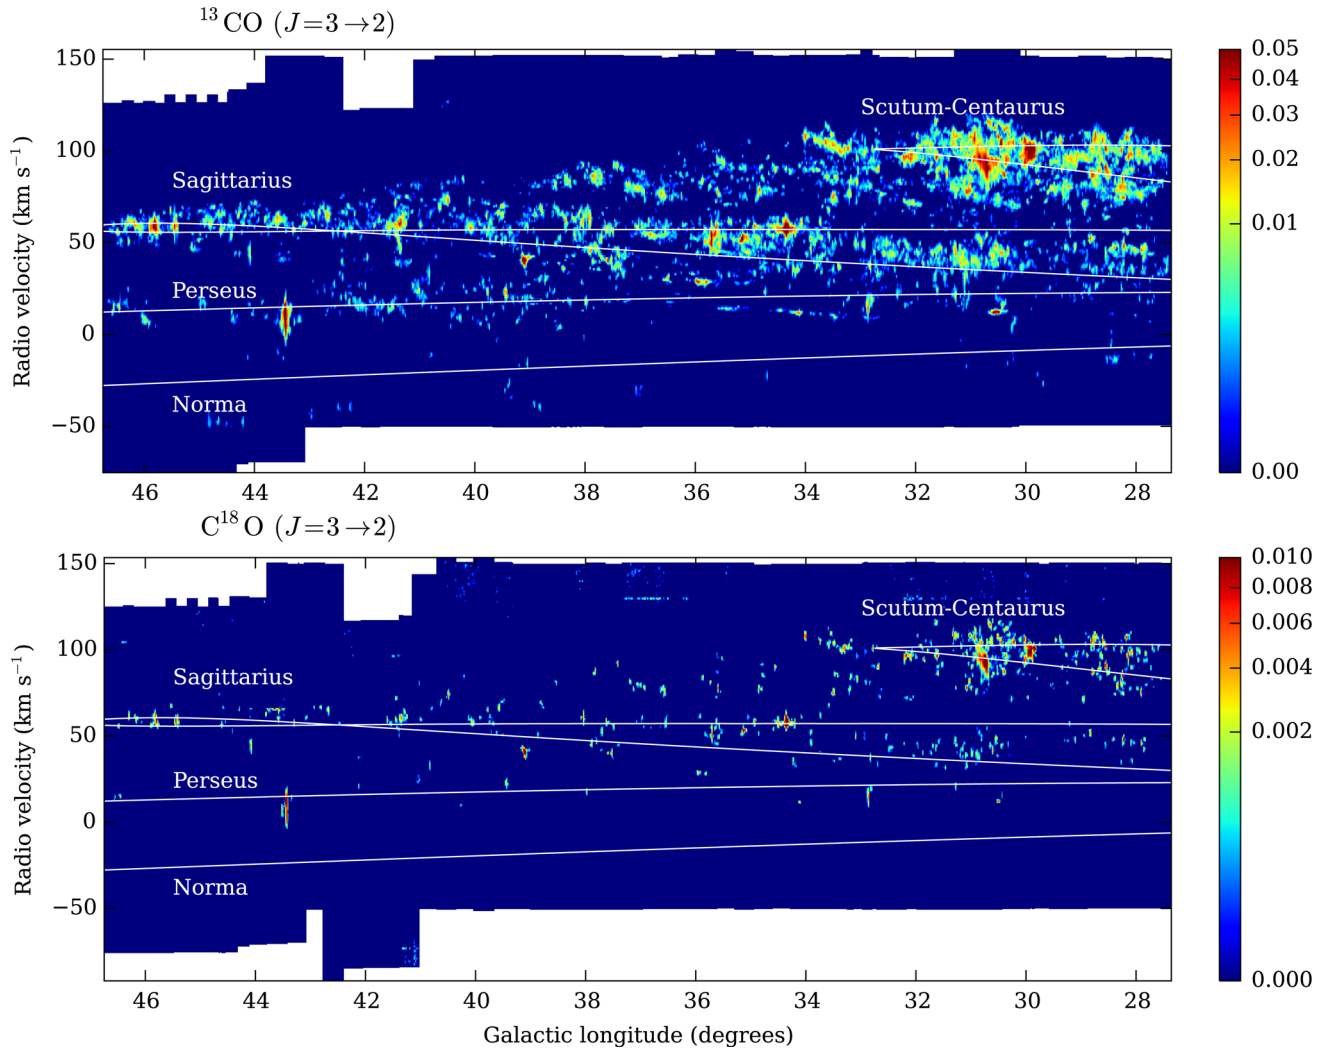 ¹³CO (J=3→2)
150
100
50
0
−50
Radio velocity (km s⁻¹)
Scutum-Centaurus
Sagittarius
Perseus
Norma
46 44 42 40 38 36 34 32 30 28
0.05
0.04
0.03
0.02
0.01
0.00
C¹⁸O (J=3→2)
150
100
50
0
−50
Radio velocity (km s⁻¹)
Scutum-Centaurus
Sagittarius
Perseus
Norma
46 44 42 40 38 36 34 32 30 28
Galactic longitude (degrees)
0.010
0.008
0.006
0.004
0.002
0.000